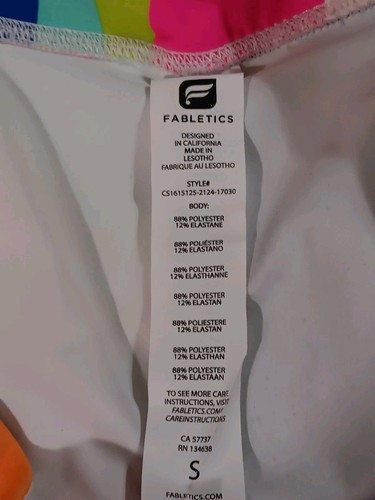 FABLETICS
DESIGNED
IN CALIFORNIA
MADE IN
LESOTHO
FABRIQUE AU LESOTHO
STYLE#
CS1615125-2124-17030
BODY:
88% POLYESTER
12% ELASTANE
88% POLIÉSTER
12% ELASTANO
88% POLYESTER
12% ELASTHANNE
88% POLYESTER
12% ELASTAN
88% POLIESTERE
12% ELASTAN
88% POLYESTER
12% ELASTHAN
88% POLYESTER
12% ELASTAAN
TO SEE MORE CARE
INSTRUCTIONS, VISIT
FABLETICS.COM/
CAREINSTRUCTIONS
CA 57737
RN 134638
S
FABLETICS.COM